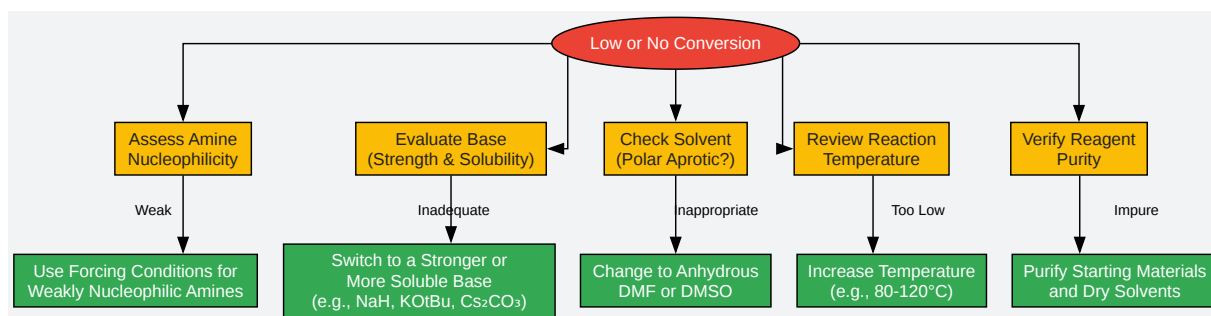 Low or No Conversion
Assess Amine
Nucleophilicity
Evaluate Base
(Strength & Solubility)
Check Solvent
(Polar Aprotic?)
Review Reaction
Temperature
Verify Reagent
Purity
Weak
Inadequate
Inappropriate
Too Low
Impure
Use Forcing Conditions for
Weakly Nucleophilic Amines
Switch to a Stronger or
More Soluble Base
(e.g., NaH, KOtBu, Cs₂CO₃)
Change to Anhydrous
DMF or DMSO
Increase Temperature
(e.g., 80-120°C)
Purify Starting Materials
and Dry Solvents